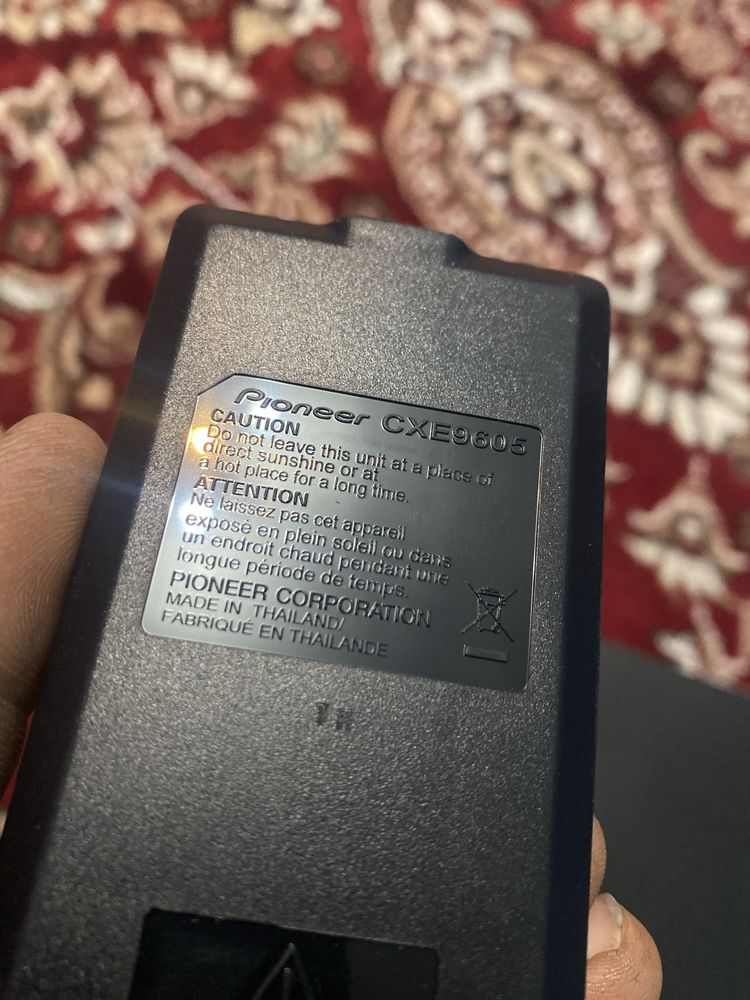 Pioneer CXE9605
CAUTION
Do not leave this unit at a place of
direct sunshine or at
a hot place for a long time.
ATTENTION
Ne laissez pas cet appareil
exposé en plein soleil ou dans
un endroit chaud pendant une
longue période de temps.
PIONEER CORPORATION
MADE IN THAILAND/
FABRIQUÉ EN THAILANDE